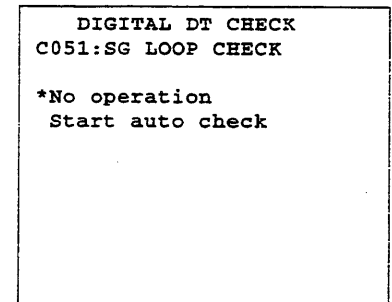 DIGITAL DT CHECK
C051:SG LOOP CHECK
*No operation
Start auto check